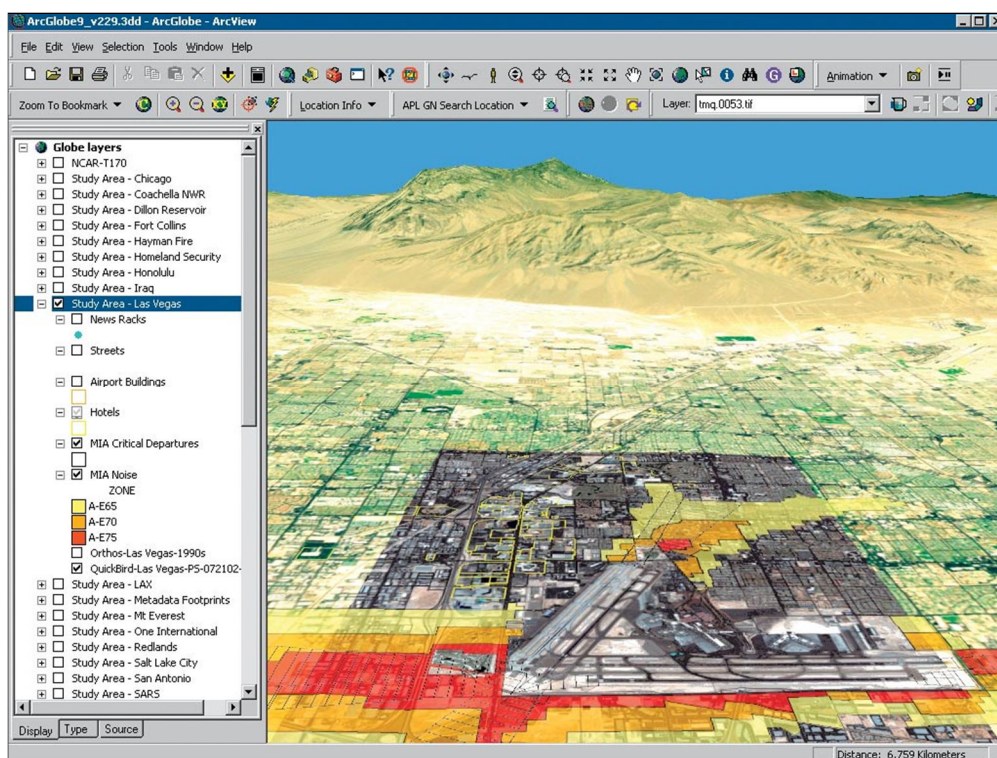 ArcGlobe9_v229.3dd - ArcGlobe - ArcView
File Edit View Selection Tools Window Help
Animation
Zoom To Bookmark
Location Info
APL GN Search Location
Layer: tmq.0053.tif
Globe layers
NCAR-T170
Study Area - Chicago
Study Area - Coachella NWR
Study Area - Dillon Reservoir
Study Area - Fort Collins
Study Area - Hayman Fire
Study Area - Homeland Security
Study Area - Honolulu
Study Area - Iraq
Study Area - Las Vegas
News Racks
Streets
Airport Buildings
Hotels
MIA Critical Departures
MIA Noise
ZONE
A-E65
A-E70
A-E75
Orthos-Las Vegas-1990s
QuickBird-Las Vegas-PS-072102-
Study Area - LAX
Study Area - Metadata Footprints
Study Area - Mt Everest
Study Area - One International
Study Area - Redlands
Study Area - Salt Lake City
Study Area - San Antonio
Study Area - SARS
Display Type Source
Distance: 6.759 Kilometers